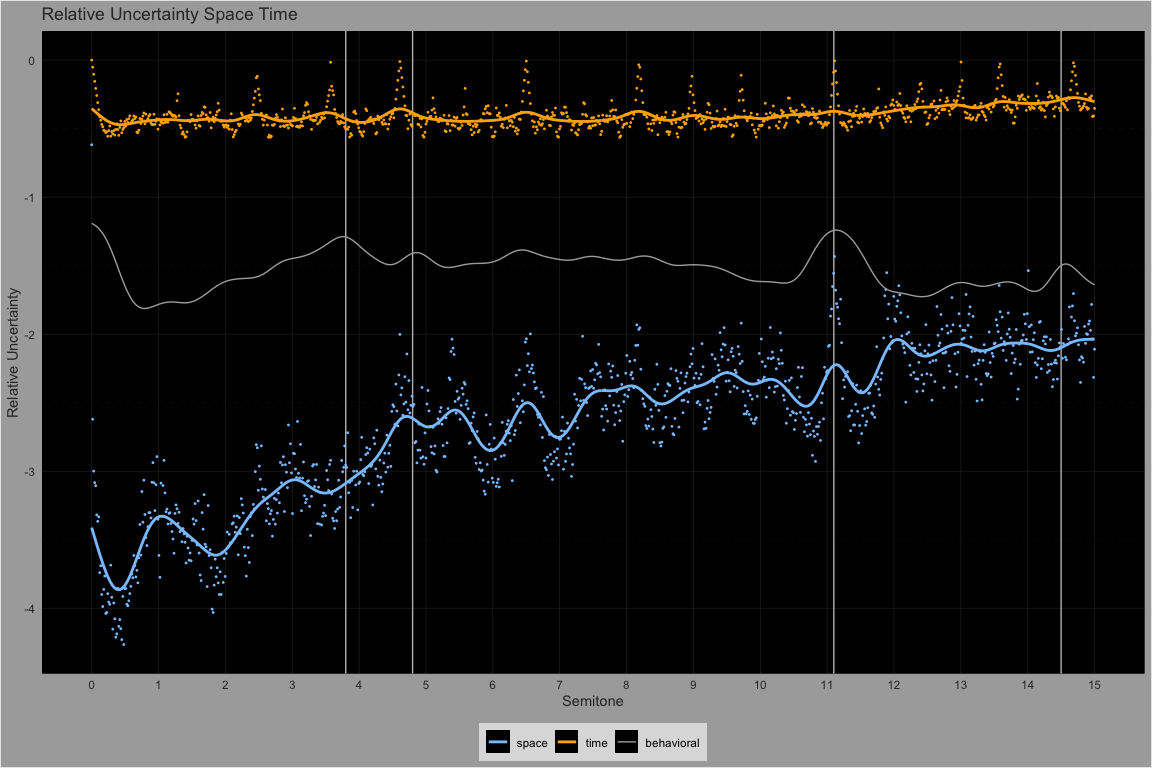 Relative Uncertainty Space Time
Relative Uncertainty
0
-1
-2
-3
-4
0 1 2 3 4 5 6 7 8 9 10 11 12 13 14 15
Semitone
space time behavioral